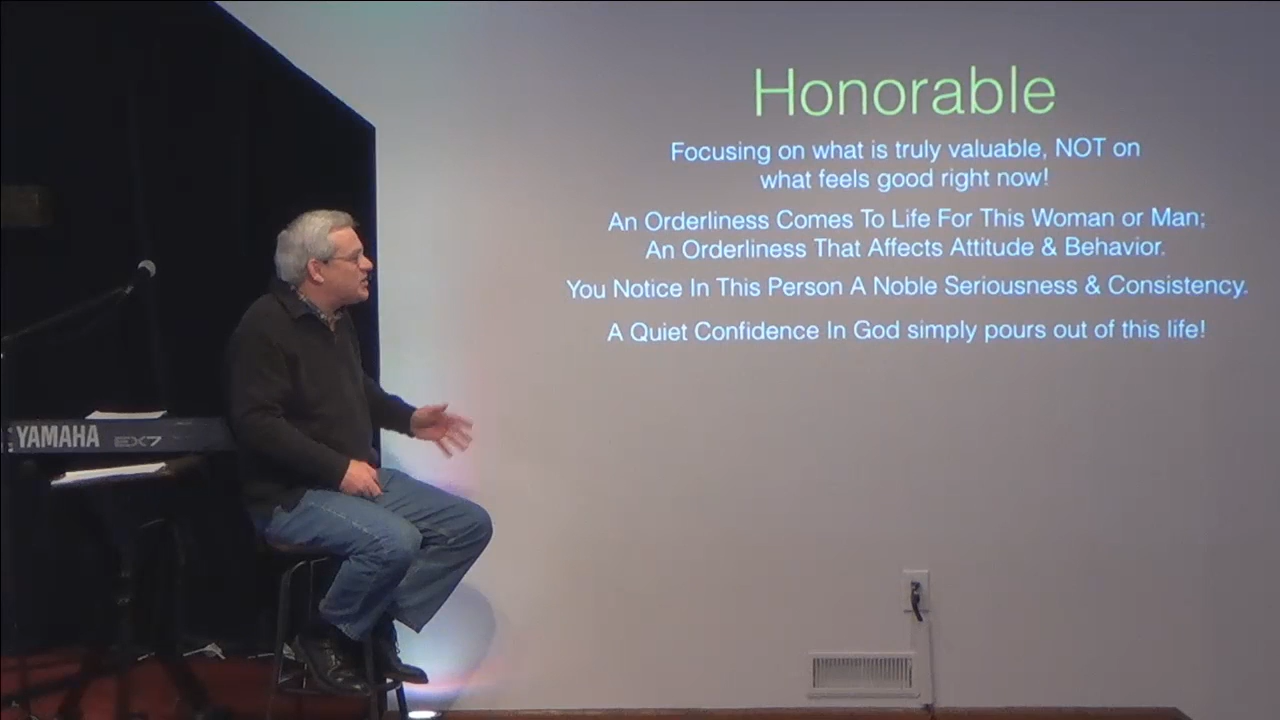 Honorable
Focusing on what is truly valuable, NOT on
what feels good right now!
An Orderliness Comes To Life For This Woman or Man;
An Orderliness That Affects Attitude & Behavior.
You Notice In This Person A Noble Seriousness & Consistency.
A Quiet Confidence In God simply pours out of this life!
YAMAHA EX7